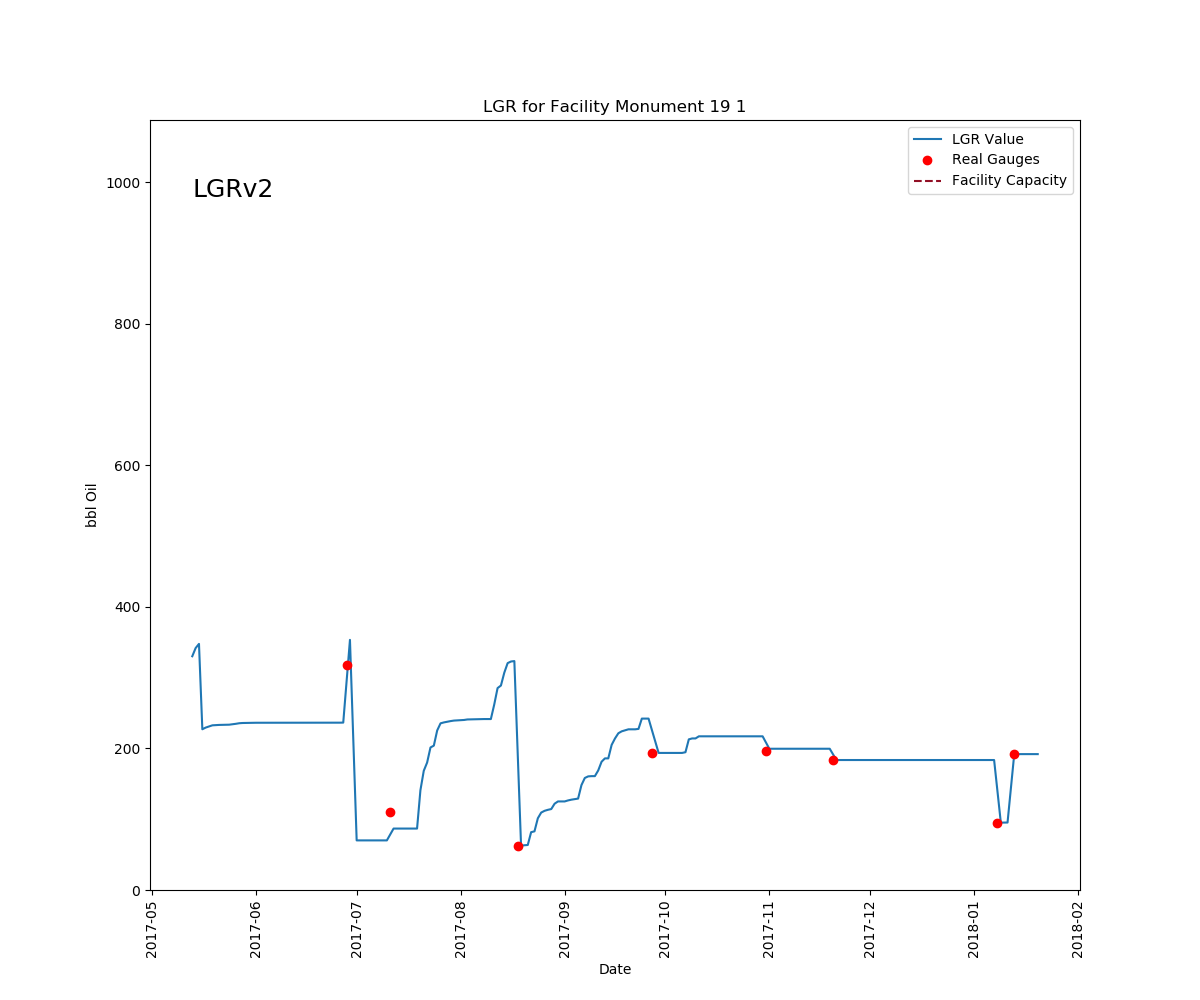 LGR for Facility Monument 19 1
LGR Value
Real Gauges
Facility Capacity
LGRv2
bbl Oil
1000
800
600
400
200
0
2017-05
2017-06
2017-07
2017-08
2017-09
2017-10
2017-11
2017-12
2018-01
2018-02
Date